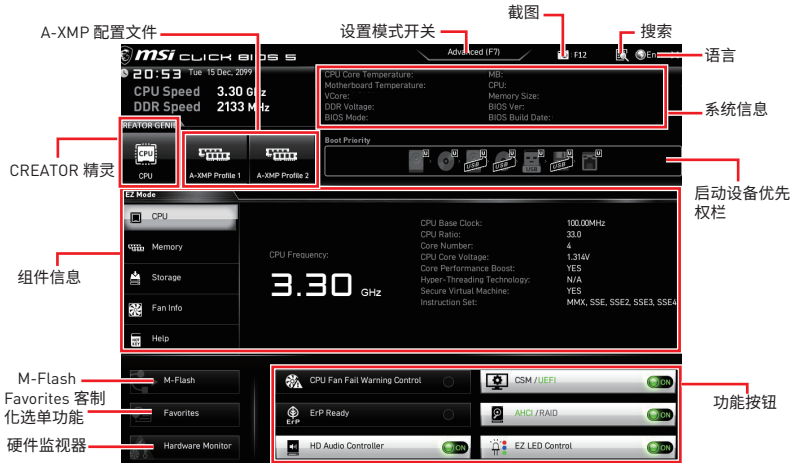 截图
A-XMP 配置文件
设置模式开关
搜索
msi CLICK BIOS 5
Advanced (F7)
F12
En
语言
20:53 Tue 15 Dec, 2099
CPU Speed 3.30 GHz
DDR Speed 2133 MHz
CPU Core Temperature:
Motherboard Temperature:
VCore:
DDR Voltage:
BIOS Mode:
MB:
CPU:
Memory Size:
BIOS Ver:
BIOS Build Date:
系统信息
CREATOR GENIE
CPU
CPU
A-XMP Profile 1
A-XMP Profile 2
CREATOR 精灵
Boot Priority
U
U
U
USB
U
USB
U
USB
U
USB
U
启动设备优先
权栏
EZ Mode
CPU
Memory
Storage
Fan Info
HOT KEY
Help
组件信息
CPU Frequency:
3.30 GHz
CPU Base Clock: 100.00MHz
CPU Ratio: 33.0
Core Number: 4
CPU Core Voltage: 1.314V
Core Performance Boost: YES
Hyper-Threading Technology: N/A
Secure Virtual Machine: YES
Instruction Set: MMX, SSE, SSE2, SSE3, SSE4
M-Flash
M-Flash
Favorites 客制
化选单功能
Favorites
硬件监视器
Hardware Monitor
CPU Fan Fail Warning Control
CSM /UEFI
ON
ErP
ErP Ready
AHCI /RAID
ON
HD Audio Controller
ON
EZ LED Control
ON
功能按钮